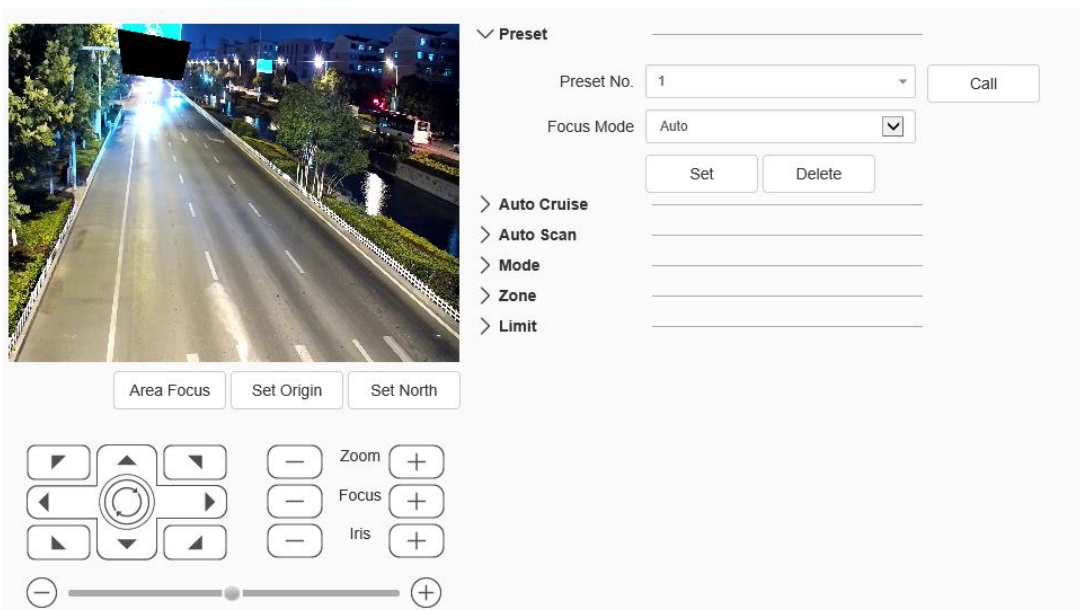 Preset
Preset No. 1 Call
Focus Mode Auto
Set Delete
Auto Cruise
Auto Scan
Mode
Zone
Limit
Area Focus Set Origin Set North
Zoom
Focus
Iris